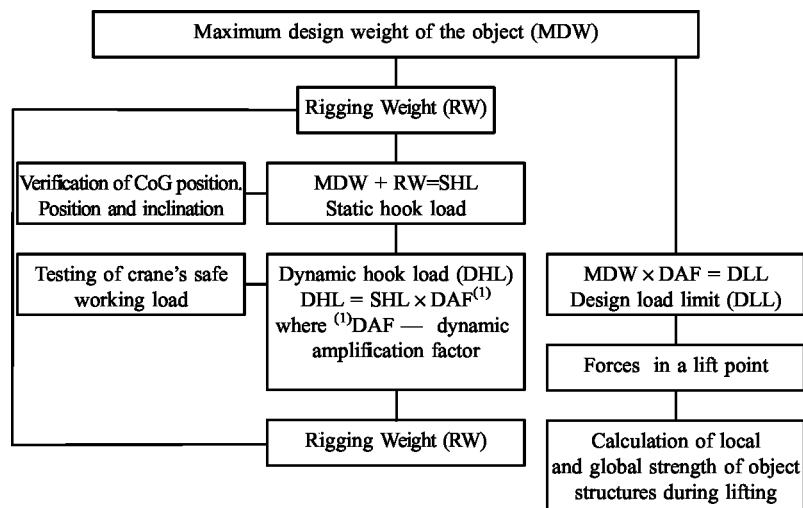 Maximum design weight of the object (MDW)
Rigging Weight (RW)
Verification of CoG position.
Position and inclination
MDW + RW=SHL
Static hook load
Testing of crane's safe
working load
Dynamic hook load (DHL)
DHL = SHL × DAF⁽¹⁾
where ⁽¹⁾DAF — dynamic
amplification factor
MDW × DAF = DLL
Design load limit (DLL)
Forces in a lift point
Rigging Weight (RW)
Calculation of local
and global strength of object
structures during lifting